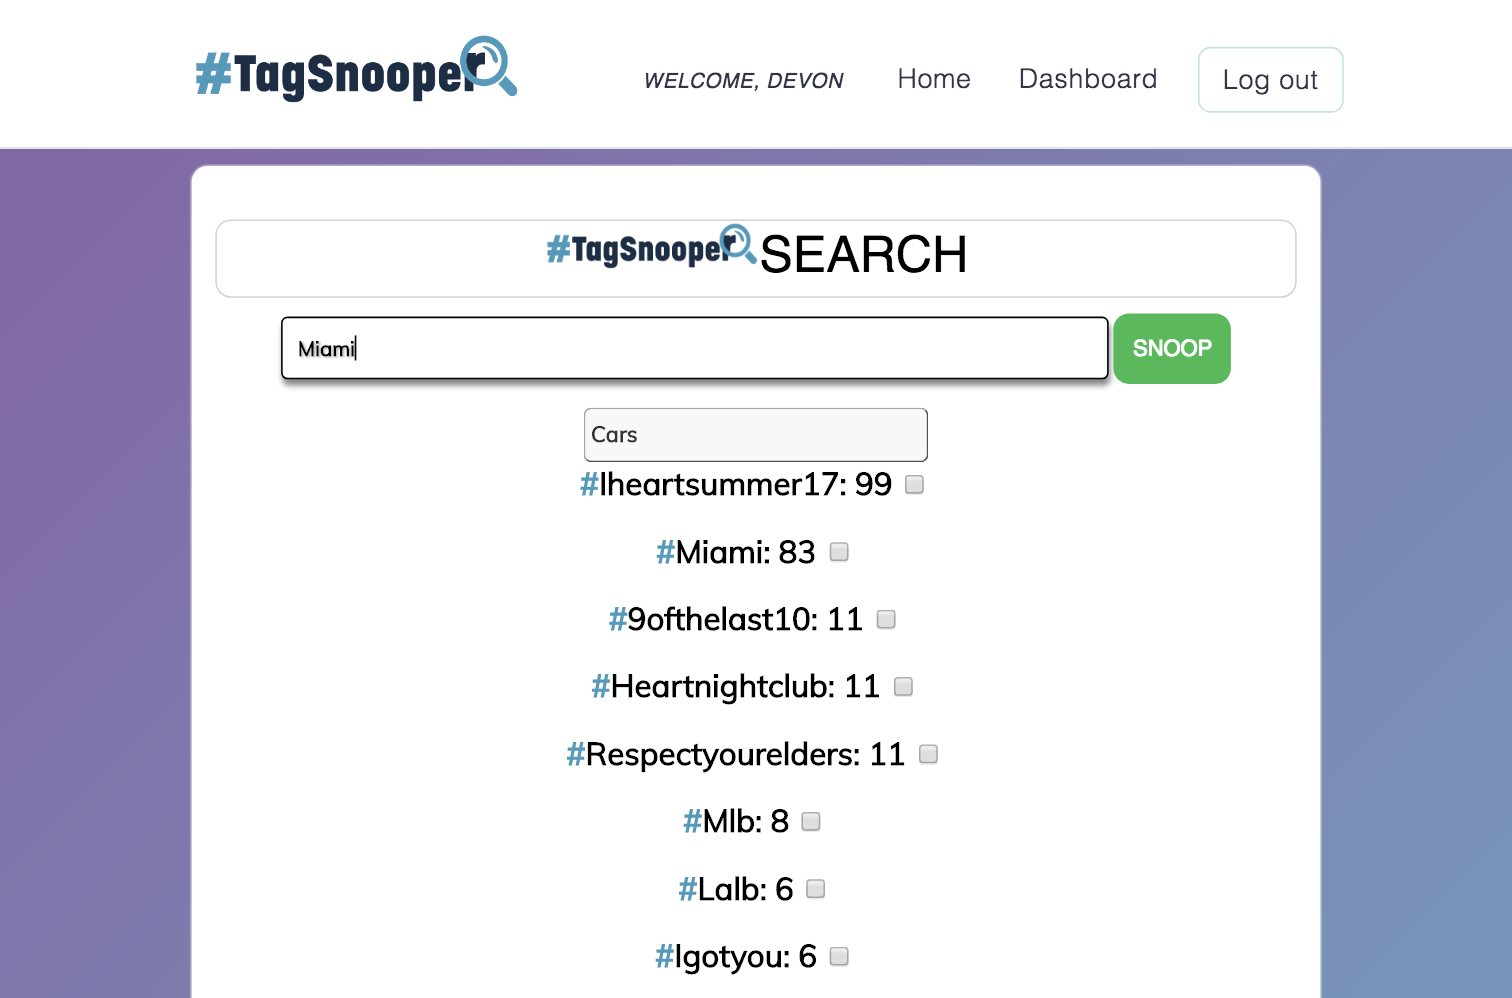 #TagSnooper WELCOME, DEVON Home Dashboard Log out
#TagSnooper SEARCH
Miami SNOOP
Cars
#Iheartsummer17: 99
#Miami: 83
#9ofthelast10: 11
#Heartnightclub: 11
#Respectyourelders: 11
#Mlb: 8
#Lalb: 6
#Igotyou: 6